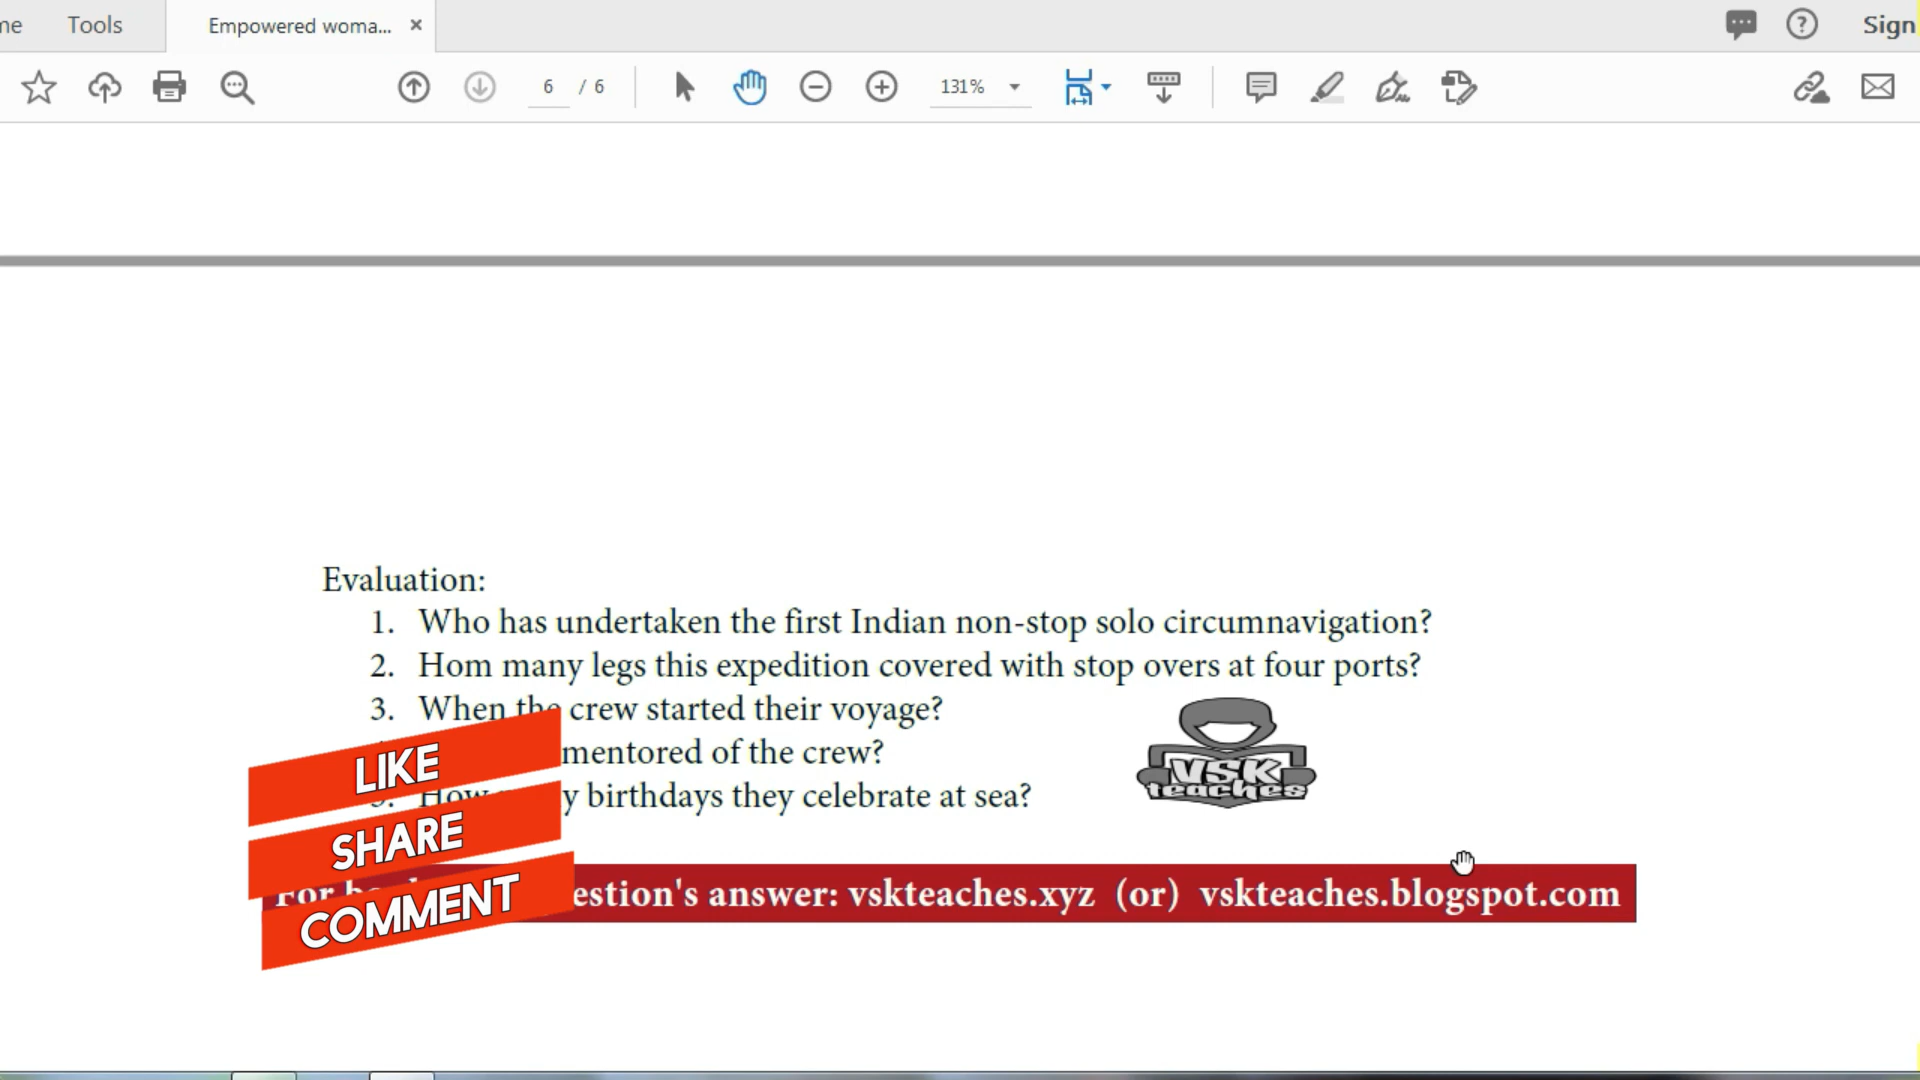 me Tools Empowered woma... × Sign
6 / 6 131%
Evaluation:
1. Who has undertaken the first Indian non-stop solo circumnavigation?
2. Hom many legs this expedition covered with stop overs at four ports?
3. When the crew started their voyage?
mentored of the crew?
How birthdays they celebrate at sea?
VSK
teaches
LIKE
SHARE
COMMENT
For estion's answer: vskteaches.xyz (or) vskteaches.blogspot.com